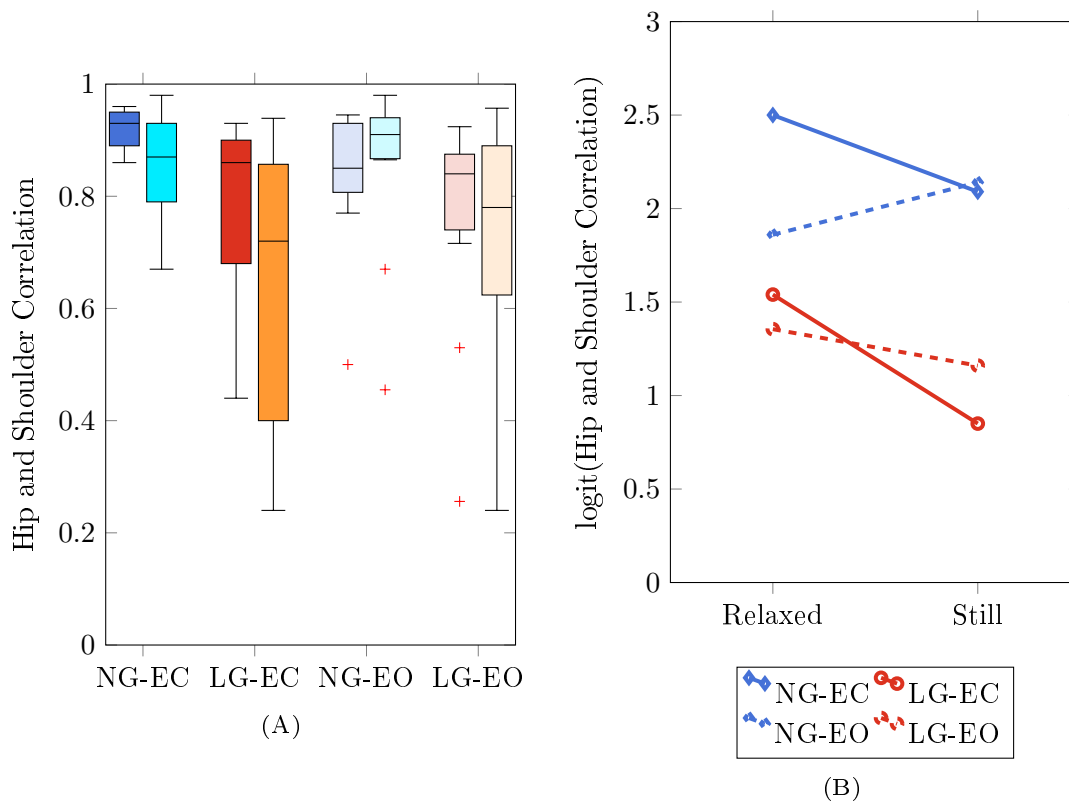 Hip and Shoulder Correlation
1
0.8
0.6
0.4
0.2
0
NG-EC LG-EC NG-EO LG-EO
(A)
logit(Hip and Shoulder Correlation)
3
2.5
2
1.5
1
0.5
0
Relaxed Still
NG-EC LG-EC
NG-EO LG-EO
(B)